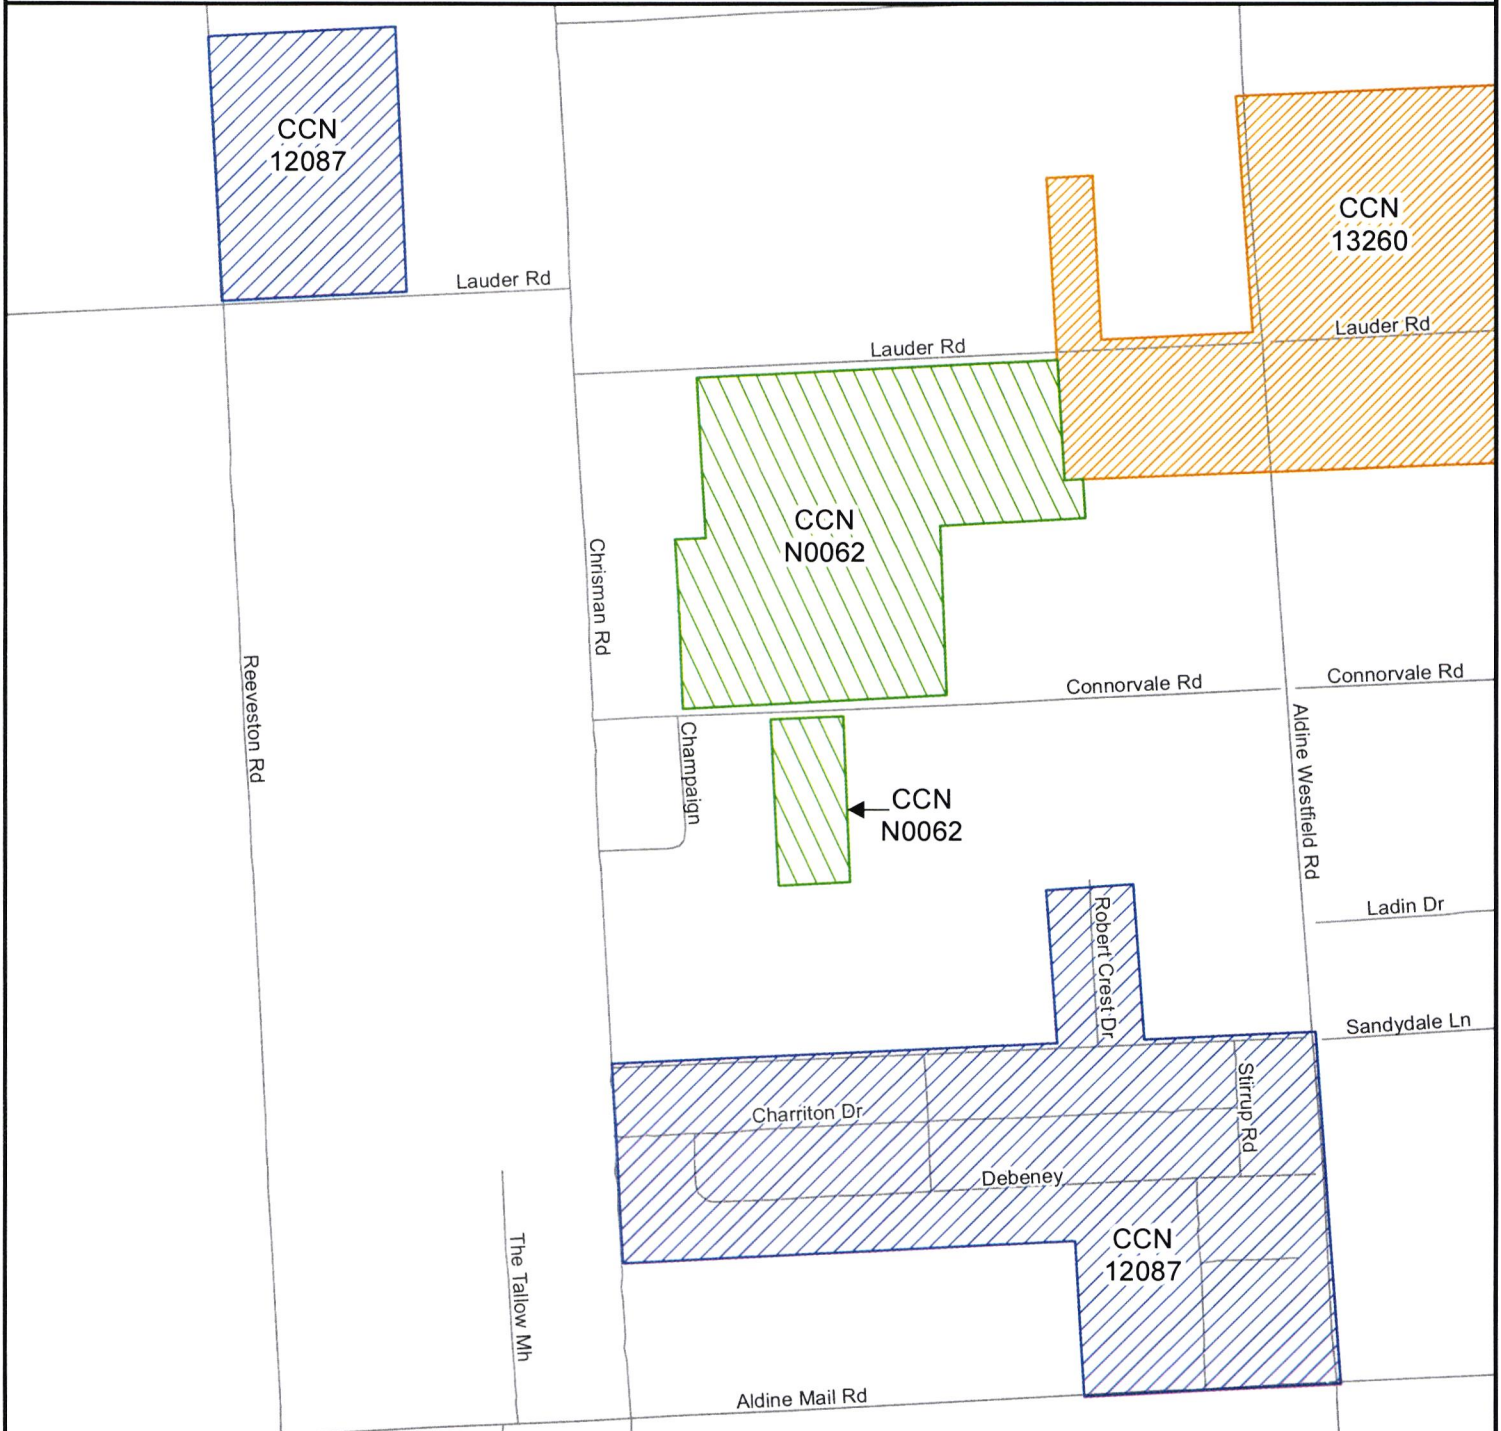 CCN
12087
CCN
13260
Lauder Rd
Lauder Rd
Lauder Rd
CCN
N0062
Chrisman Rd
Reeveston Rd
Connorvale Rd
Connorvale Rd
Champaign
Aldine Westfield Rd
CCN
N0062
Robert Crest Dr
Ladin Dr
Sandydale Ln
Stirrup Rd
Charriton Dr
Debeney
CCN
12087
The Tallow Mh
Aldine Mail Rd